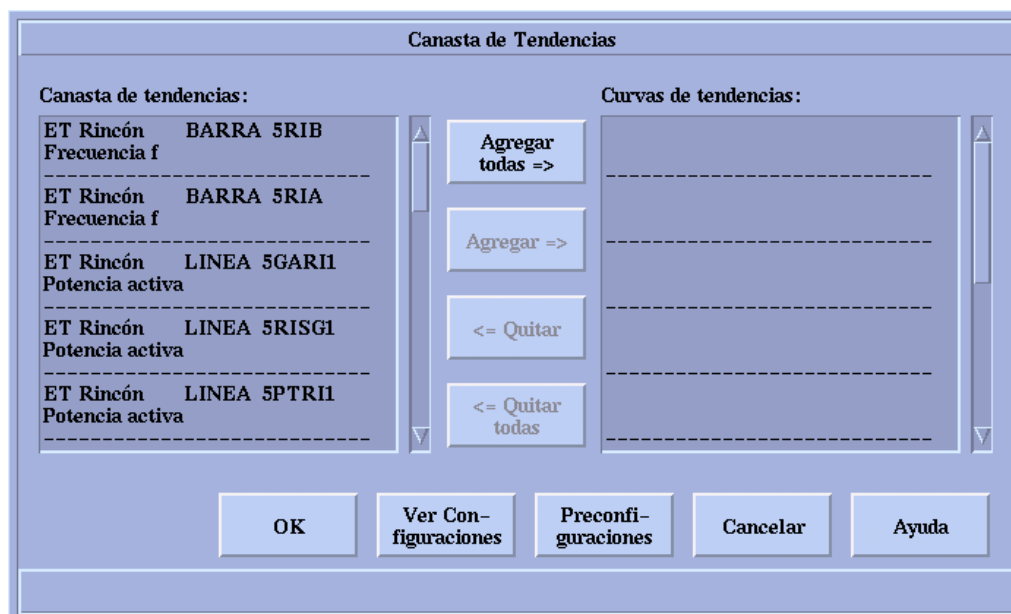 Canasta de Tendencias
Canasta de tendencias:
Curvas de tendencias:
ET Rincón BARRA 5RIB
Frecuencia f
------------------------------
ET Rincón BARRA 5RIA
Frecuencia f
------------------------------
ET Rincón LINEA 5GARI1
Potencia activa
------------------------------
ET Rincón LINEA 5RISG1
Potencia activa
------------------------------
ET Rincón LINEA 5PTRI1
Potencia activa
------------------------------
Agregar
todas =>
Agregar =>
<= Quitar
<= Quitar
todas
------------------------------
------------------------------
------------------------------
------------------------------
------------------------------
OK
Ver Con-
figuraciones
Preconfi-
guraciones
Cancelar
Ayuda